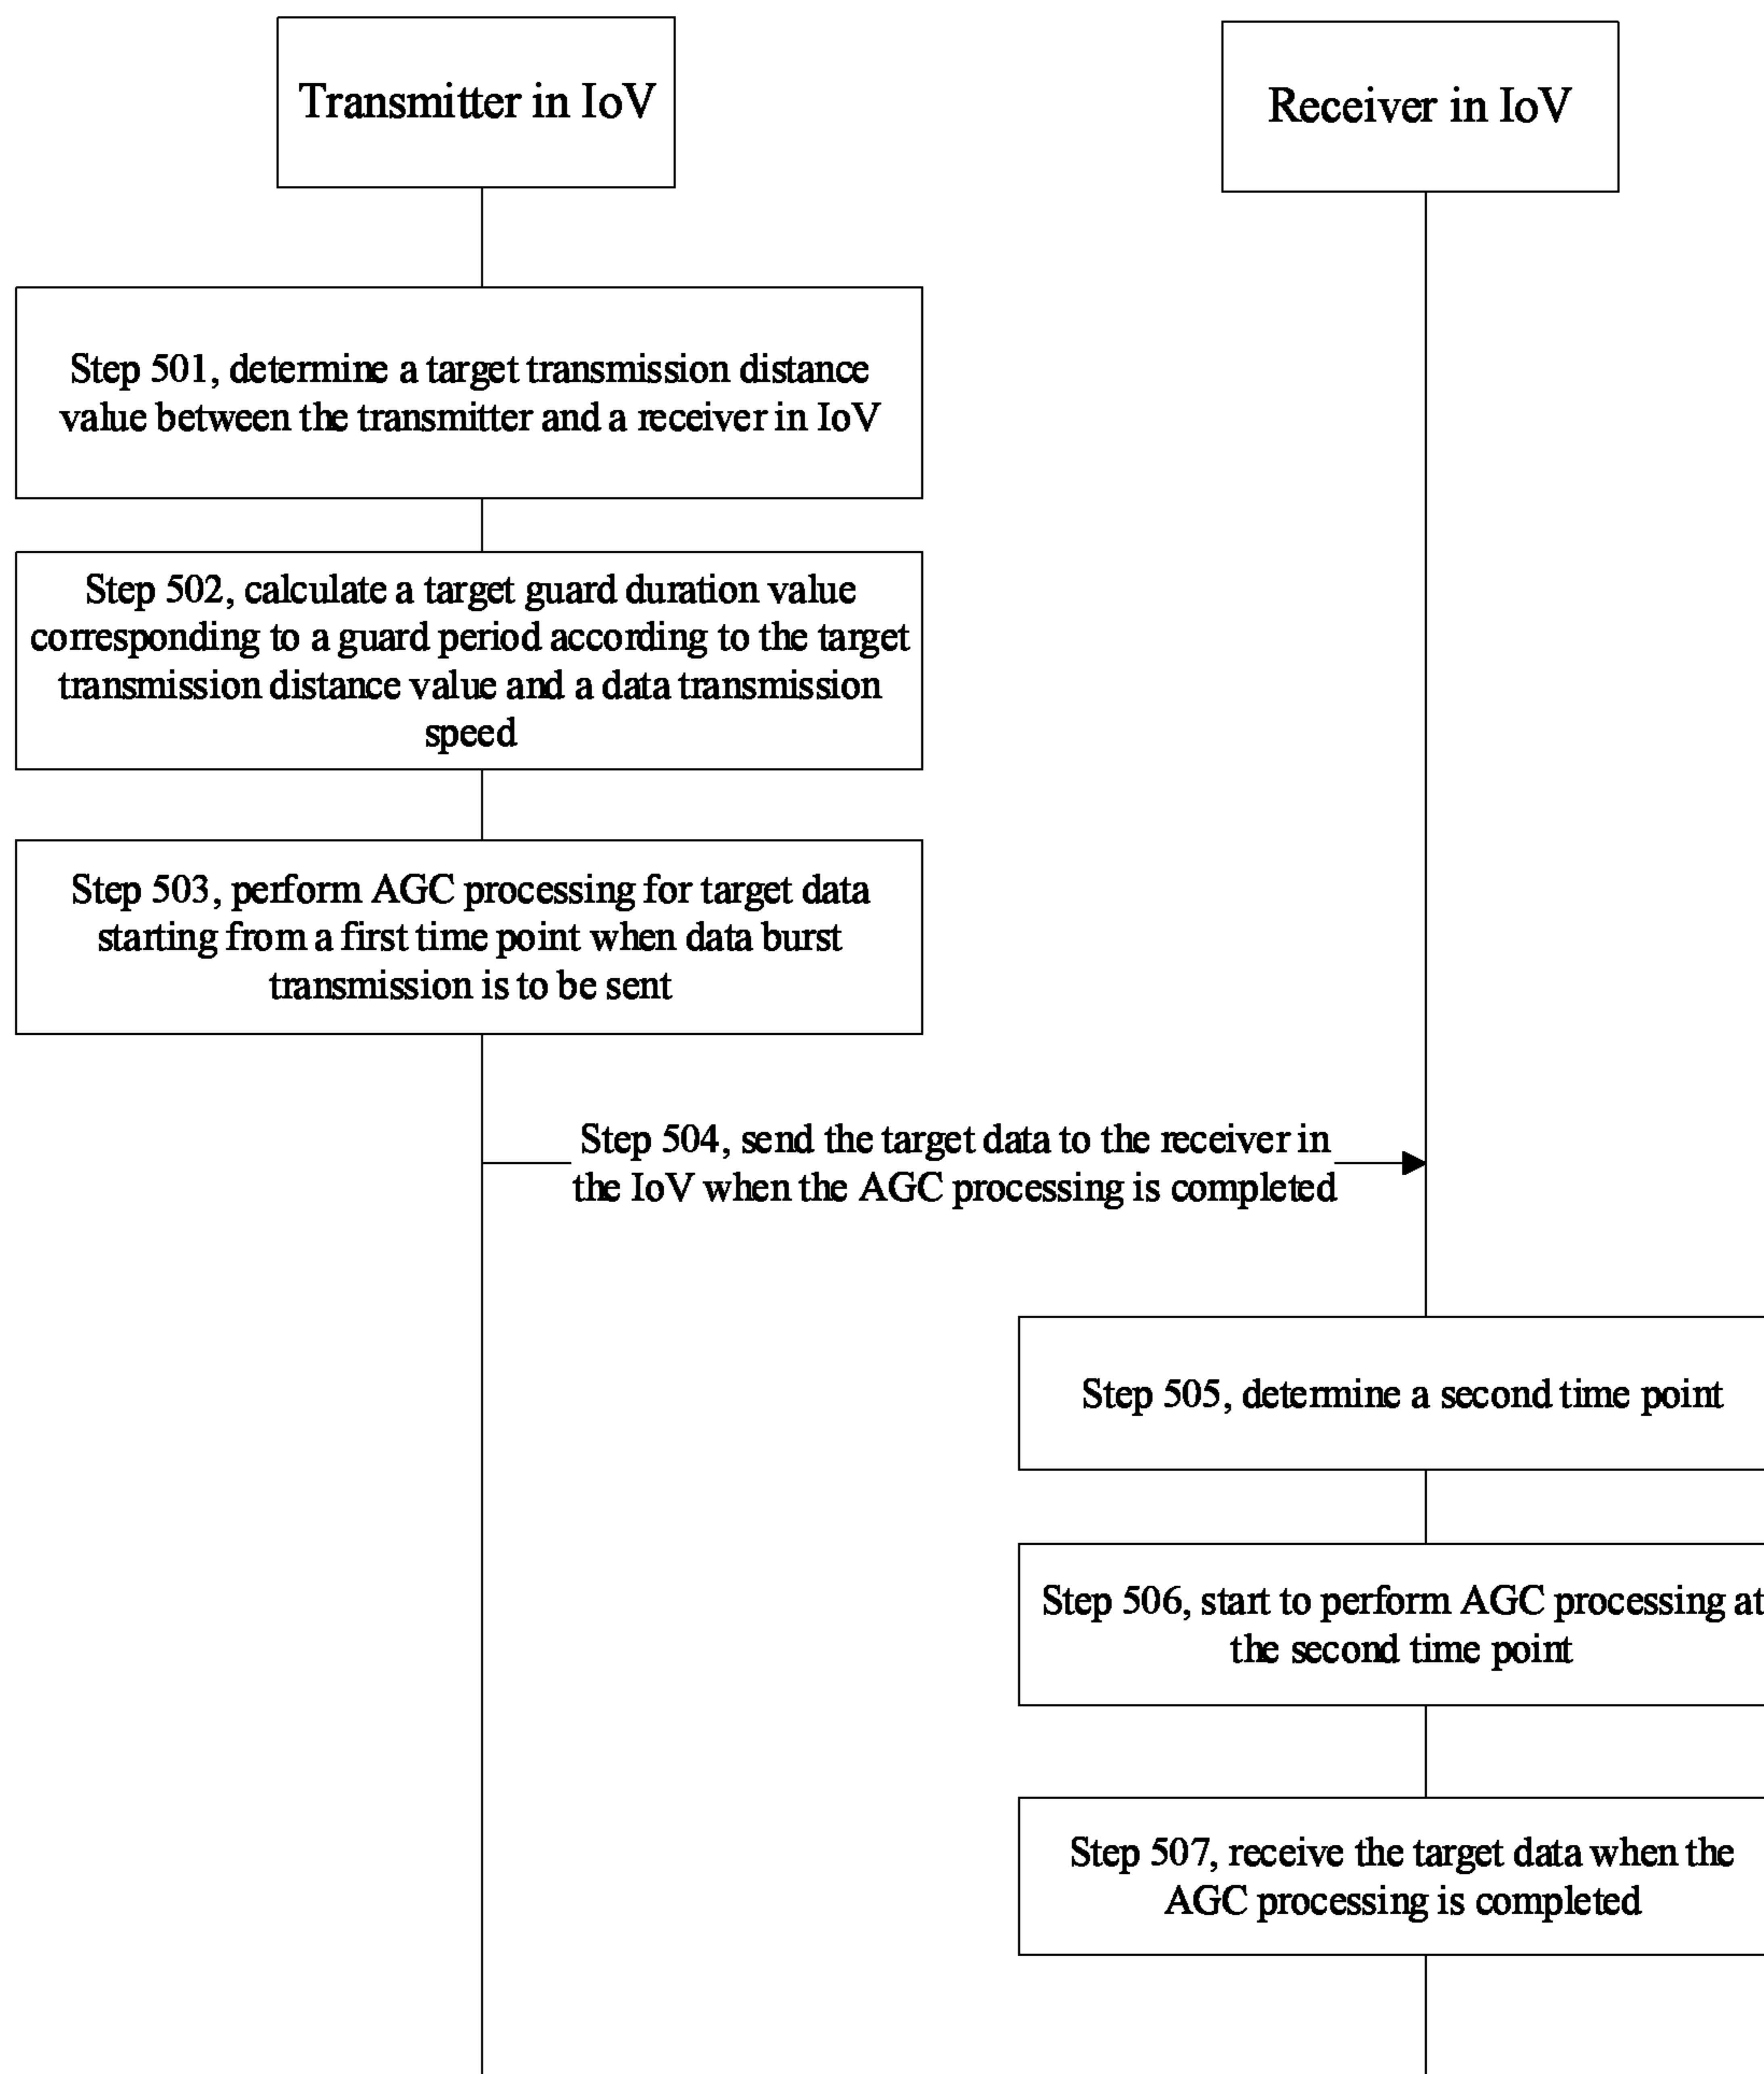 Transmitter in IoV
Receiver in IoV
Step 501, determine a target transmission distance
value between the transmitter and a receiver in IoV
Step 502, calculate a target guard duration value
corresponding to a guard period according to the target
transmission distance value and a data transmission
speed
Step 503, perform AGC processing for target data
starting from a first time point when data burst
transmission is to be sent
Step 504, send the target data to the receiver in
the IoV when the AGC processing is completed
Step 505, determine a second time point
Step 506, start to perform AGC processing at
the second time point
Step 507, receive the target data when the
AGC processing is completed